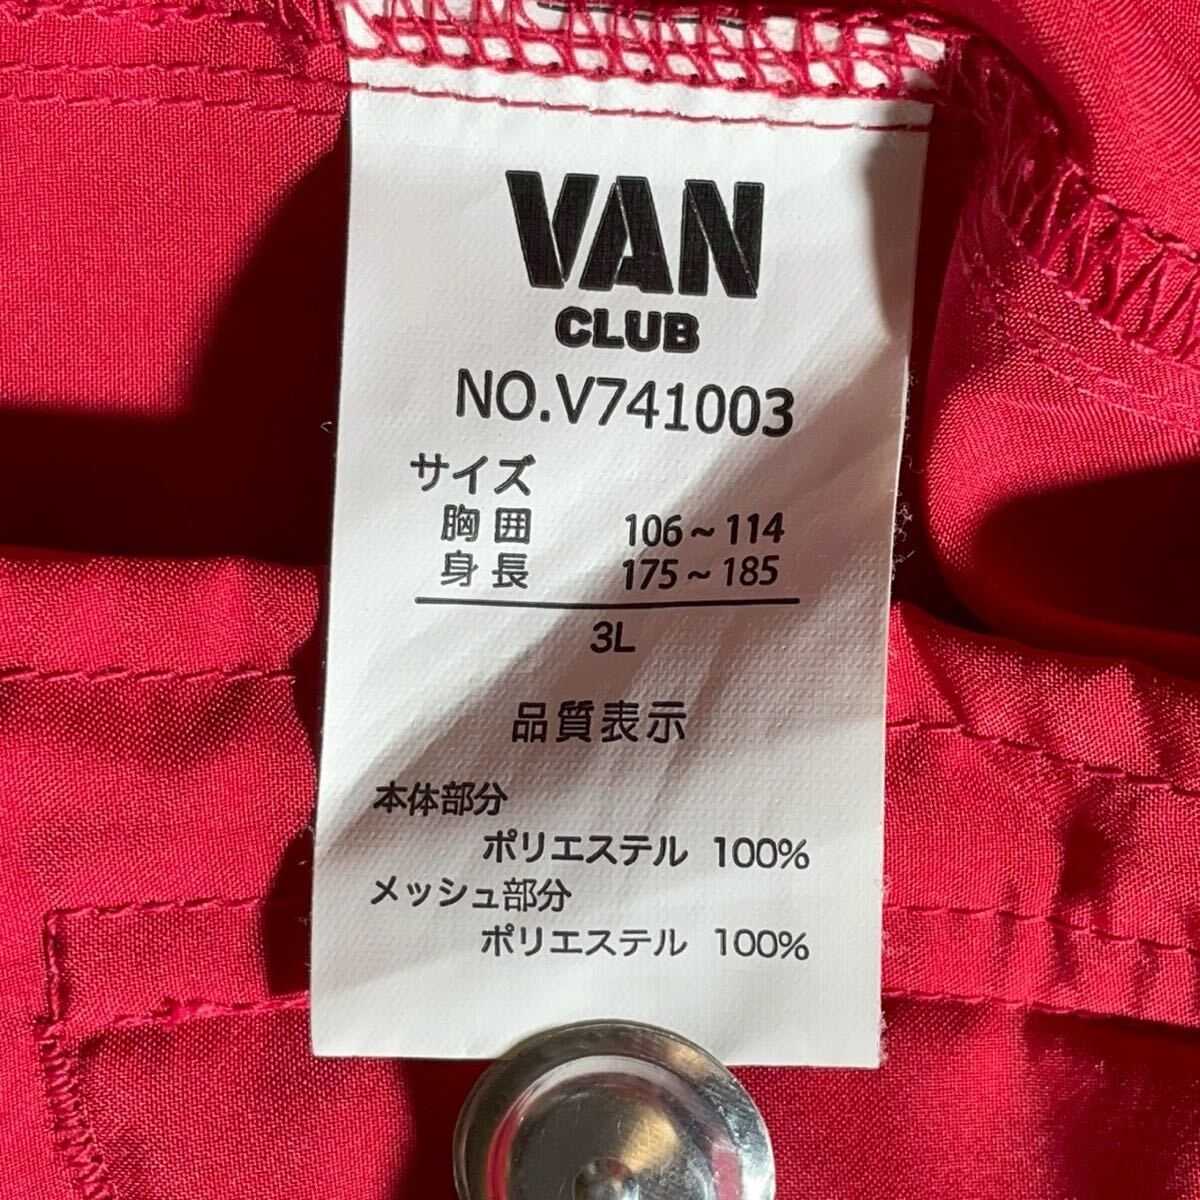 VAN
CLUB
NO.V741003
サイズ
胸囲 106~114
身長 175~185
3L
品質表示
本体部分
ポリエステル 100%
メッシュ部分
ポリエステル 100%